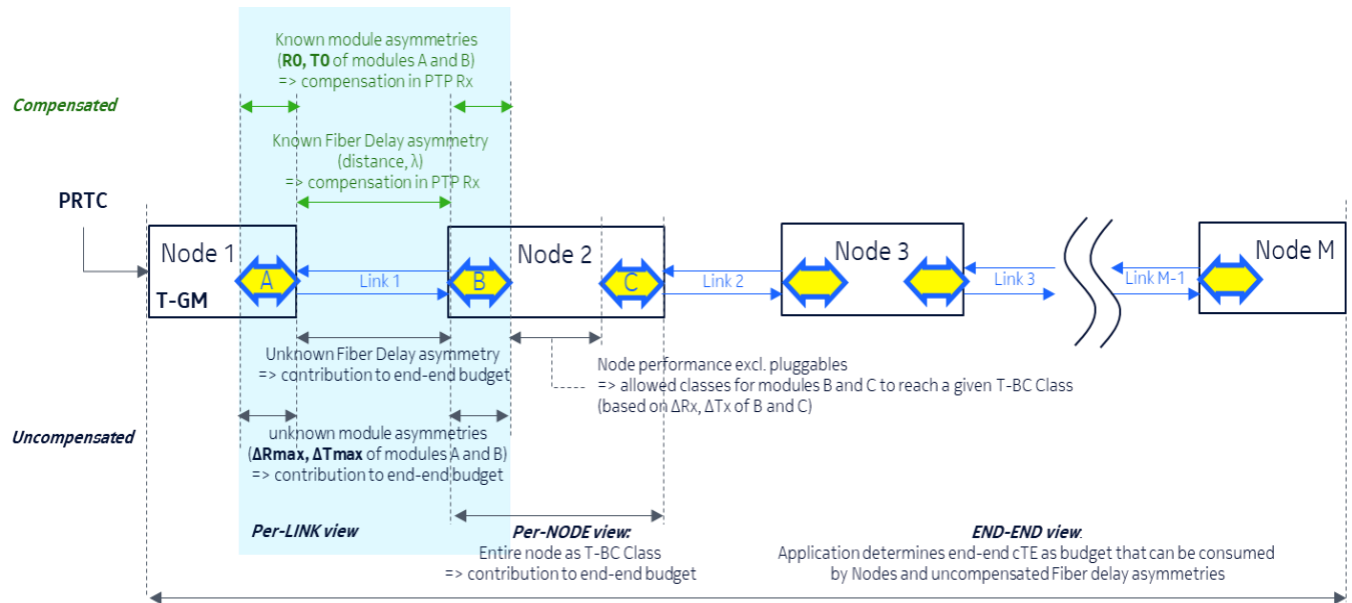 Known module asymmetries
(R0, T0 of modules A and B)
=> compensation in PTP Rx
Compensated
Known Fiber Delay asymmetry
(distance, λ)
=> compensation in PTP Rx
PRTC
Node 1
A
T-GM
Link 1
B
Node 2
C
Link 2
Node 3
Link 3
Link M-1
Node M
Unknown Fiber Delay asymmetry
=> contribution to end-end budget
Node performance excl. pluggables
=> allowed classes for modules B and C to reach a given T-BC Class
(based on ΔRx, ΔTx of B and C)
Uncompensated
unknown module asymmetries
(ΔRmax, ΔTmax of modules A and B)
=> contribution to end-end budget
Per-LINK view
Per-NODE view:
Entire node as T-BC Class
=> contribution to end-end budget
END-END view:
Application determines end-end cTE as budget that can be consumed
by Nodes and uncompensated Fiber delay asymmetries